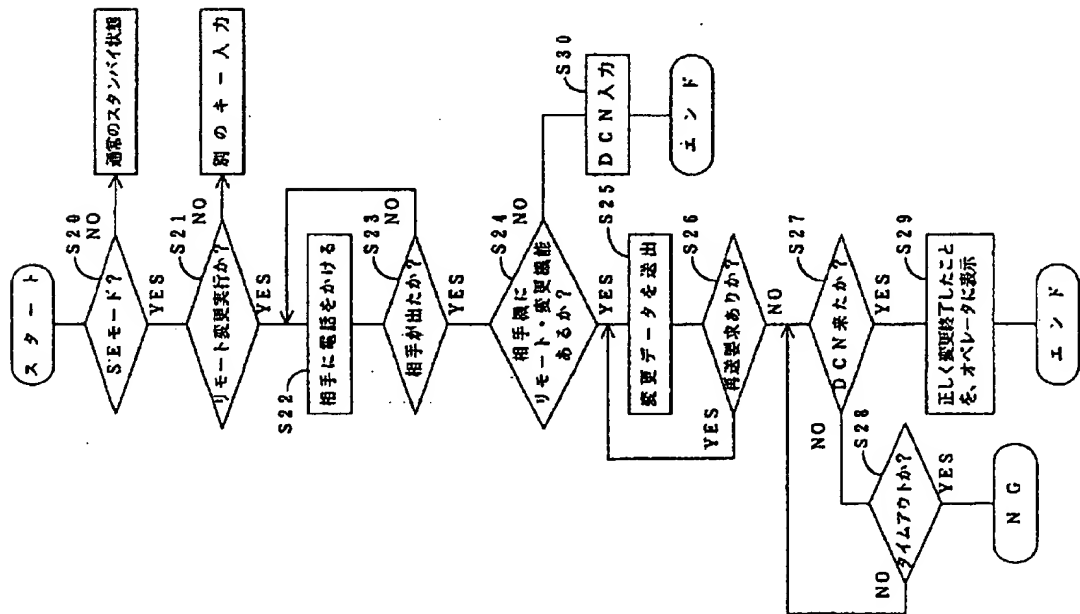 スタート
S20
SEモード?
NO
通常のスタンバイ状態
YES
S21
リモート変更実行か?
NO
別のキー入力
YES
S22
相手に電話をかける
S23
相手が出たか?
NO
YES
S24
相手機に
リモート・変更機能
あるか?
NO
S30
DCN入力
エンド
YES
S25
変更データを送出
S26
再送要求ありか?
YES
NO
S27
DCN来たか?
NO
YES
S28
タイムアウトか?
NO
YES
NG
S29
正しく変更終了したこと
を、オペレータに表示
エンド